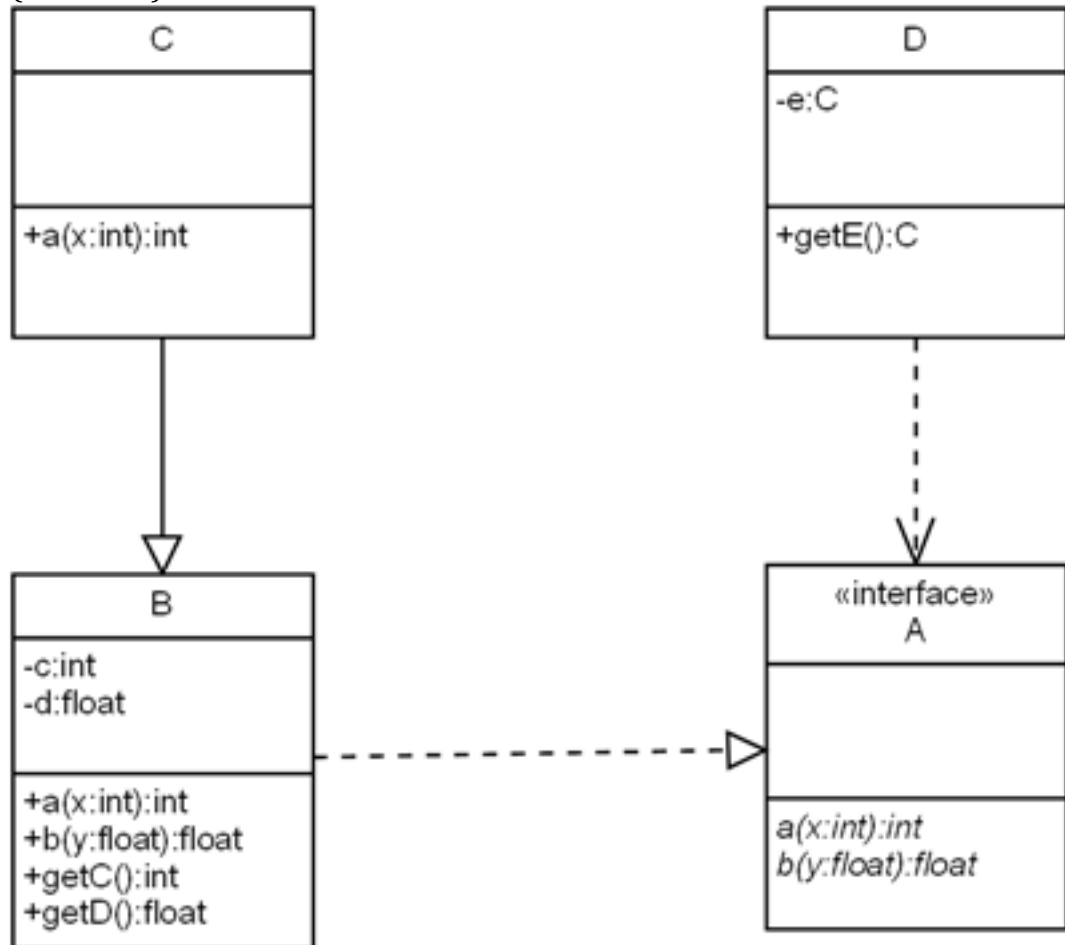 C
+a(x:int):int
D
-e:C
+getE():C
B
-c:int
-d:float
+a(x:int):int
+b(y:float):float
+getC():int
+getD():float
«interface»
A
a(x:int):int
b(y:float):float